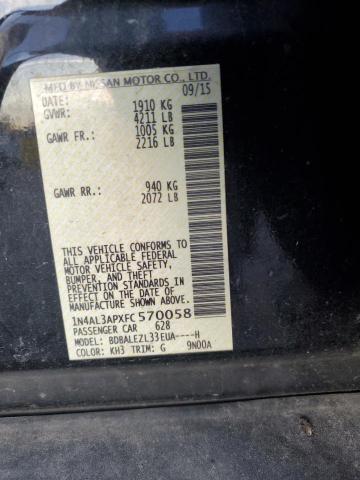 MFD BY NISSAN MOTOR CO., LTD.
DATE: 09/15
GVWR: 1910 KG
4211 LB
GAWR FR.: 1005 KG
2216 LB
GAWR RR.: 940 KG
2072 LB
THIS VEHICLE CONFORMS TO
ALL APPLICABLE FEDERAL
MOTOR VEHICLE SAFETY,
BUMPER, AND THEFT
PREVENTION STANDARDS
IN EFFECT ON THE DATE OF
MANUFACTURE SHOWN ABOVE.
1N4AL3APXFC570058
PASSENGER CAR 628
MODEL: BDBALEZL33EUA----H
COLOR: KH3 TRIM: G 9N00A